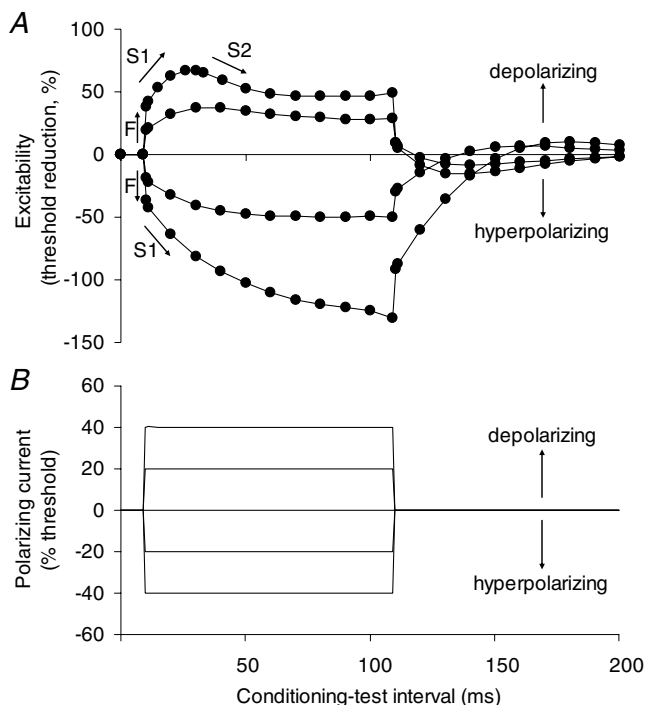 A
S1
S2
F
F
S1
100
50
0
-50
-100
-150
Excitability
(threshold reduction, %)
depolarizing
hyperpolarizing
B
60
40
20
0
-20
-40
-60
Polarizing current
(% threshold)
depolarizing
hyperpolarizing
50
100
150
200
Conditioning-test interval (ms)